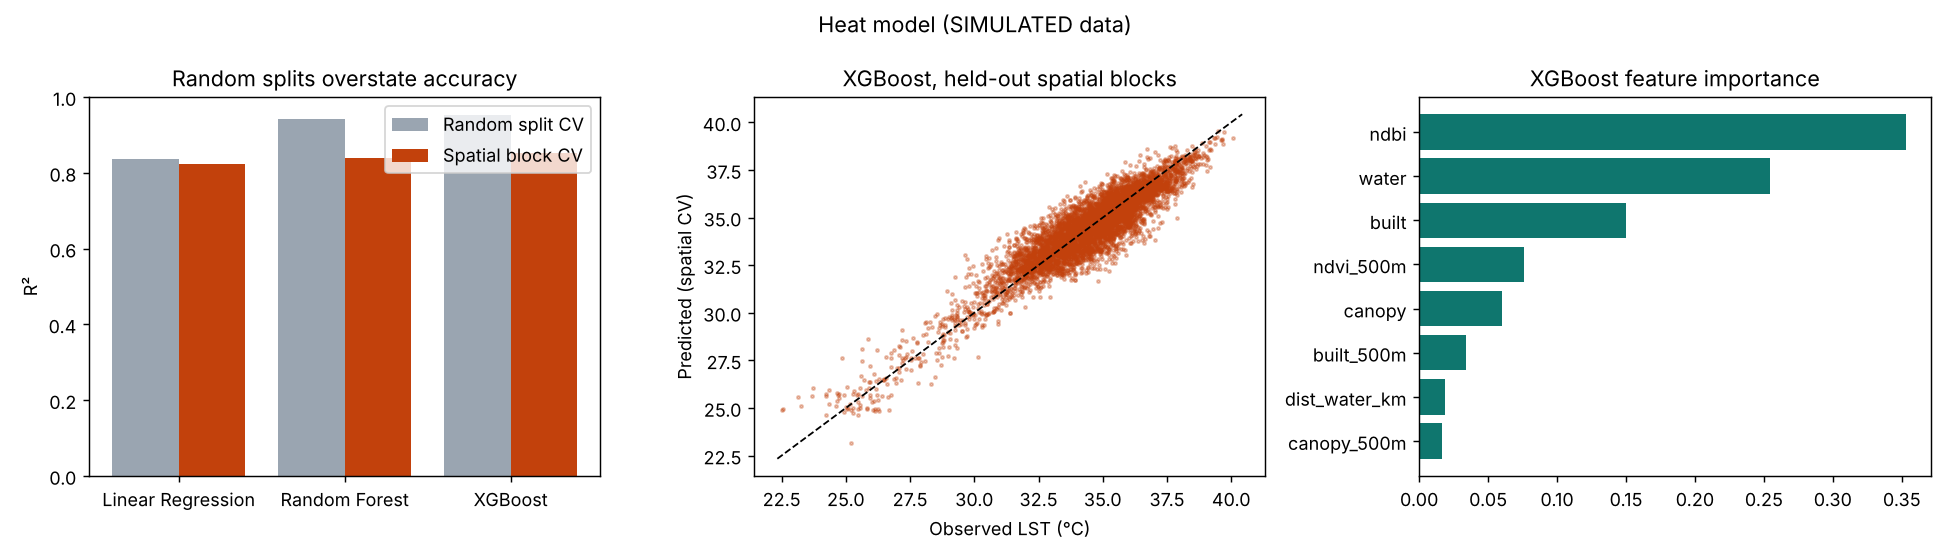 Heat model (SIMULATED data)
Random splits overstate accuracy
1.0
0.8
0.6
0.4
0.2
0.0
R²
Random split CV
Spatial block CV
Linear Regression
Random Forest
XGBoost
XGBoost, held-out spatial blocks
40.0
37.5
35.0
32.5
30.0
27.5
25.0
22.5
Predicted (spatial CV)
22.5 25.0 27.5 30.0 32.5 35.0 37.5 40.0
Observed LST (°C)
XGBoost feature importance
ndbi
water
built
ndvi_500m
canopy
built_500m
dist_water_km
canopy_500m
0.00 0.05 0.10 0.15 0.20 0.25 0.30 0.35